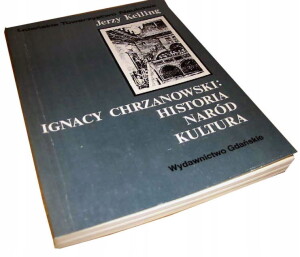 Jerzy Kelling
IGNACY CHRZANOWSKI:
HISTORIA
NARÓD
KULTURA
Wydawnictwo Gdańskie